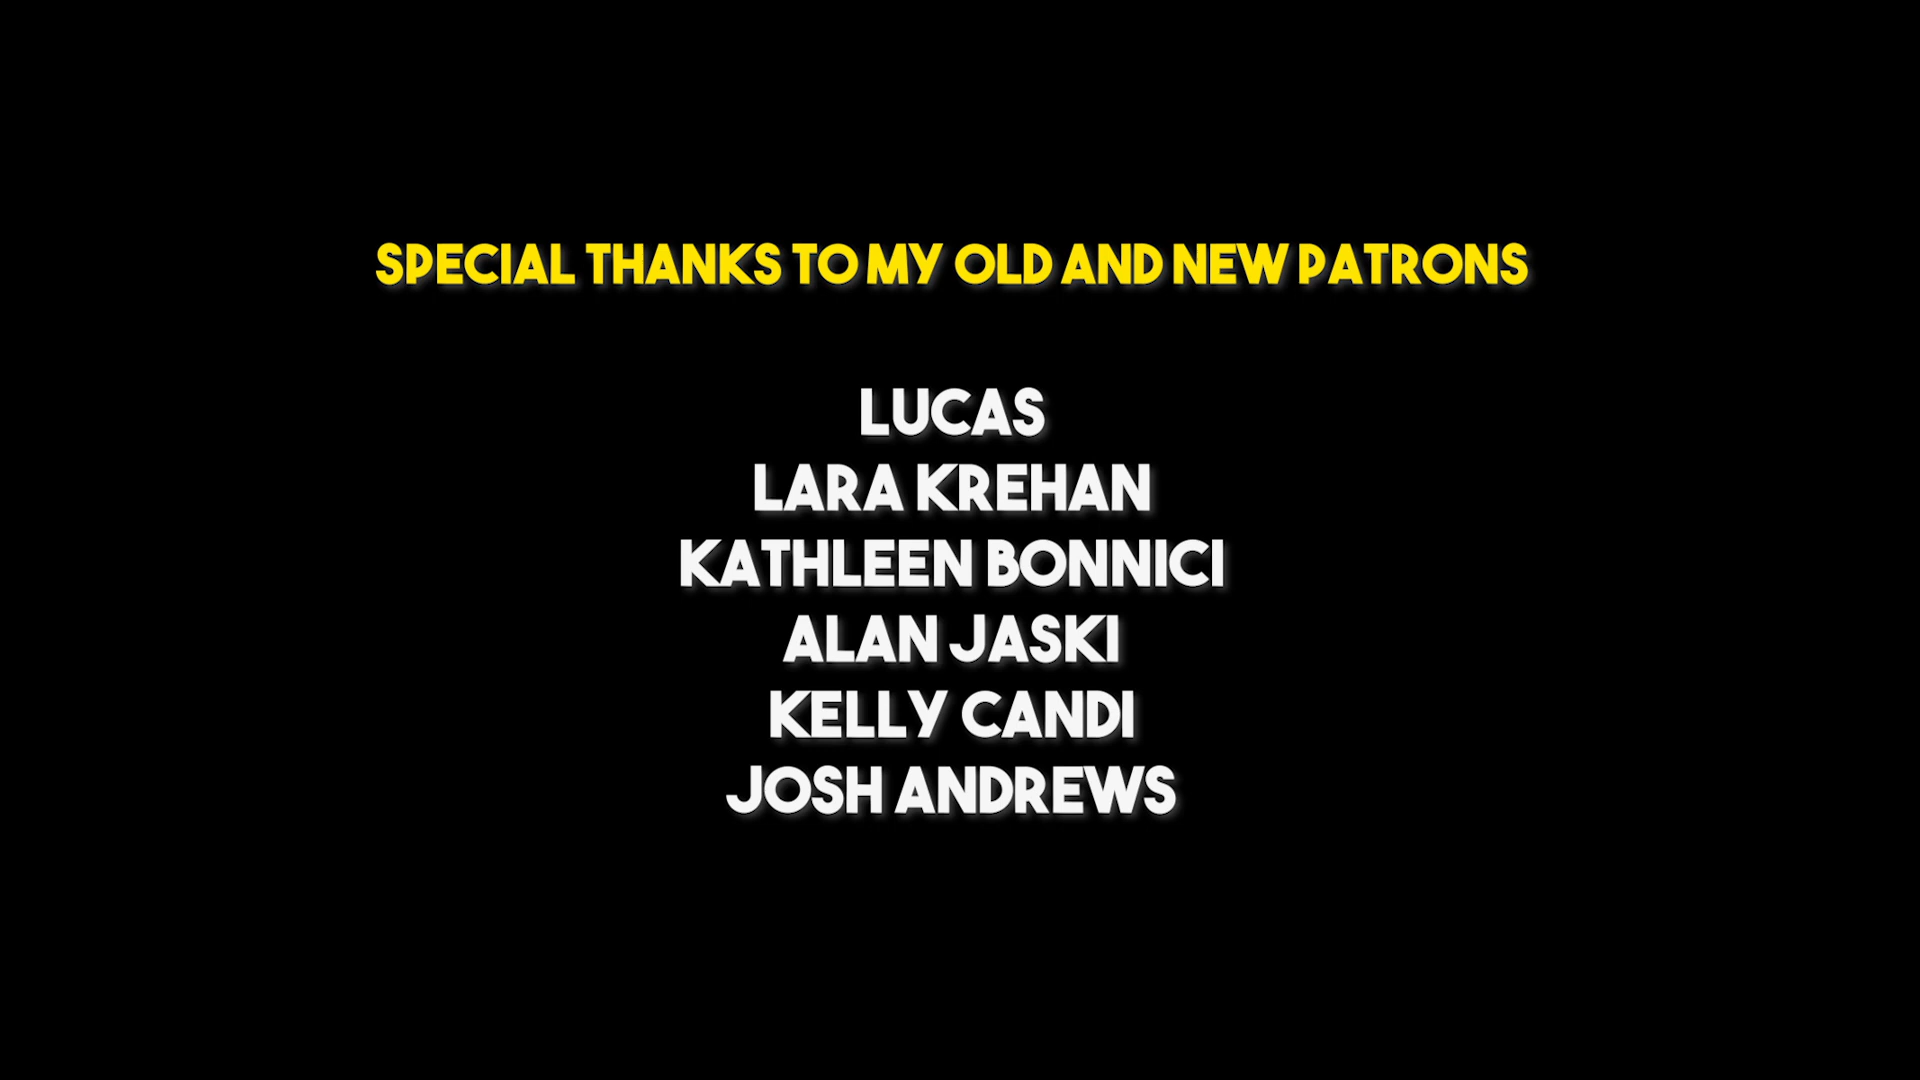 SPECIAL THANKS TO MY OLD AND NEW PATRONS
LUCAS
LARA KREHAN
KATHLEEN BONNICI
ALAN JASKI
KELLY CANDI
JOSH ANDREWS